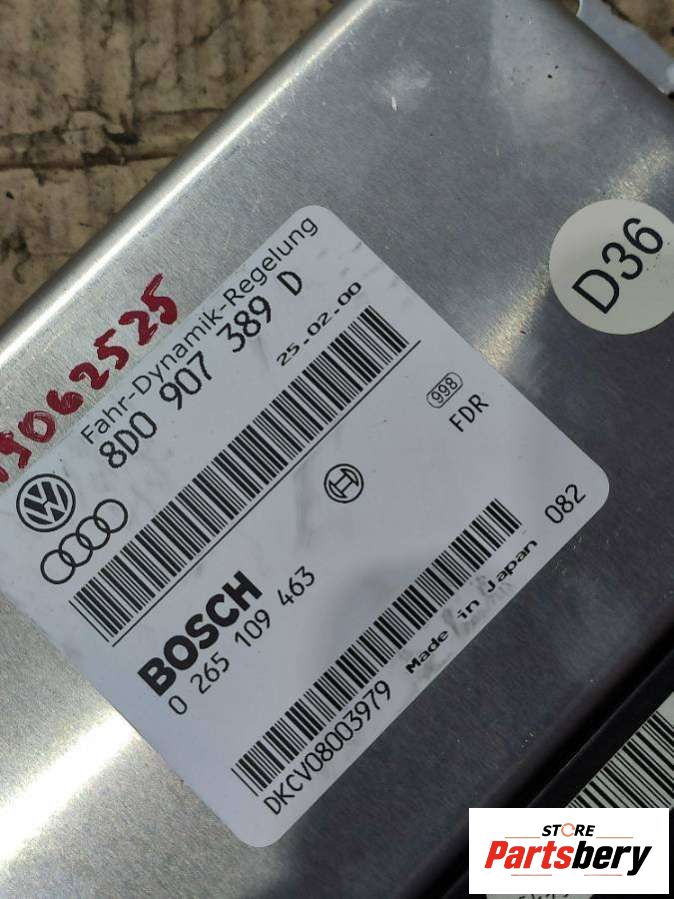 D36
Fahr-Dynamik-Regelung
8D0 907 389 D
25.02.00
998
FDR
BOSCH
0 265 109 463
082
DKCV08003979
Made in Japan
STORE
Partsbery